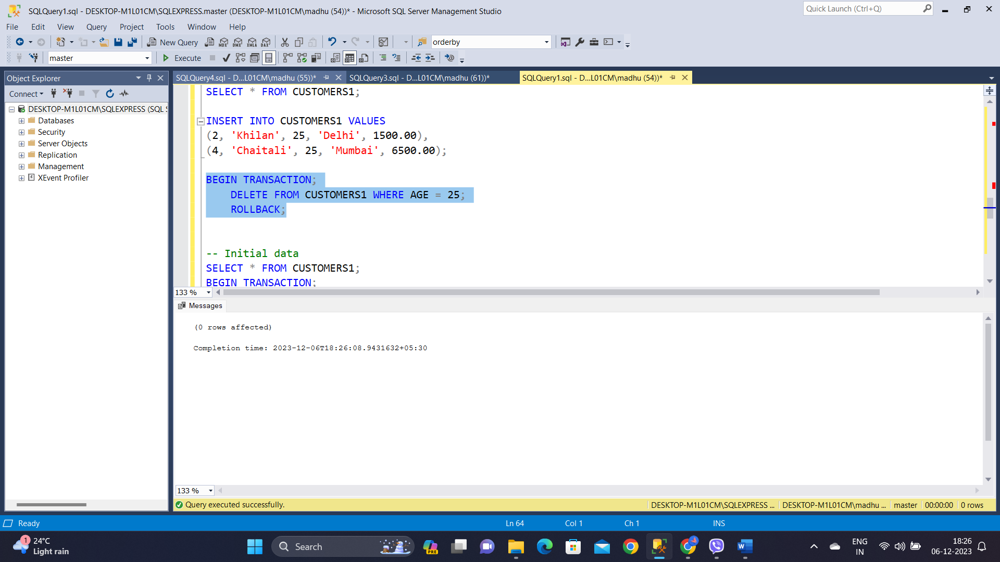 SQLQuery1.sql - DESKTOP-M1L01CM\SQLEXPRESS.master (DESKTOP-M1L01CM\madhu (54))* - Microsoft SQL Server Management Studio
Quick Launch (Ctrl+Q)
File Edit View Query Project Tools Window Help
New Query MDX DMX XMLA DAX orderby
master Execute
Object Explorer
SQLQuery4.sql - D...L01CM\madhu (55))*
SQLQuery3.sql - D...L01CM\madhu (61))*
SQLQuery1.sql - D...L01CM\madhu (54))*
Connect
DESKTOP-M1L01CM\SQLEXPRESS (SQL S
Databases
Security
Server Objects
Replication
Management
XEvent Profiler
SELECT * FROM CUSTOMERS1;
INSERT INTO CUSTOMERS1 VALUES
(2, 'Khilan', 25, 'Delhi', 1500.00),
(4, 'Chaitali', 25, 'Mumbai', 6500.00);
BEGIN TRANSACTION;
DELETE FROM CUSTOMERS1 WHERE AGE = 25;
ROLLBACK;
-- Initial data
SELECT * FROM CUSTOMERS1;
BEGIN TRANSACTION;
133 %
Messages
(0 rows affected)
Completion time: 2023-12-06T18:26:08.9431632+05:30
133 %
Query executed successfully.
DESKTOP-M1L01CM\SQLEXPRESS ... DESKTOP-M1L01CM\madhu ... master 00:00:00 0 rows
Ready Ln 64 Col 1 Ch 1 INS
1
24°C
Light rain
Search
PRE
ENG
IN
18:26
06-12-2023